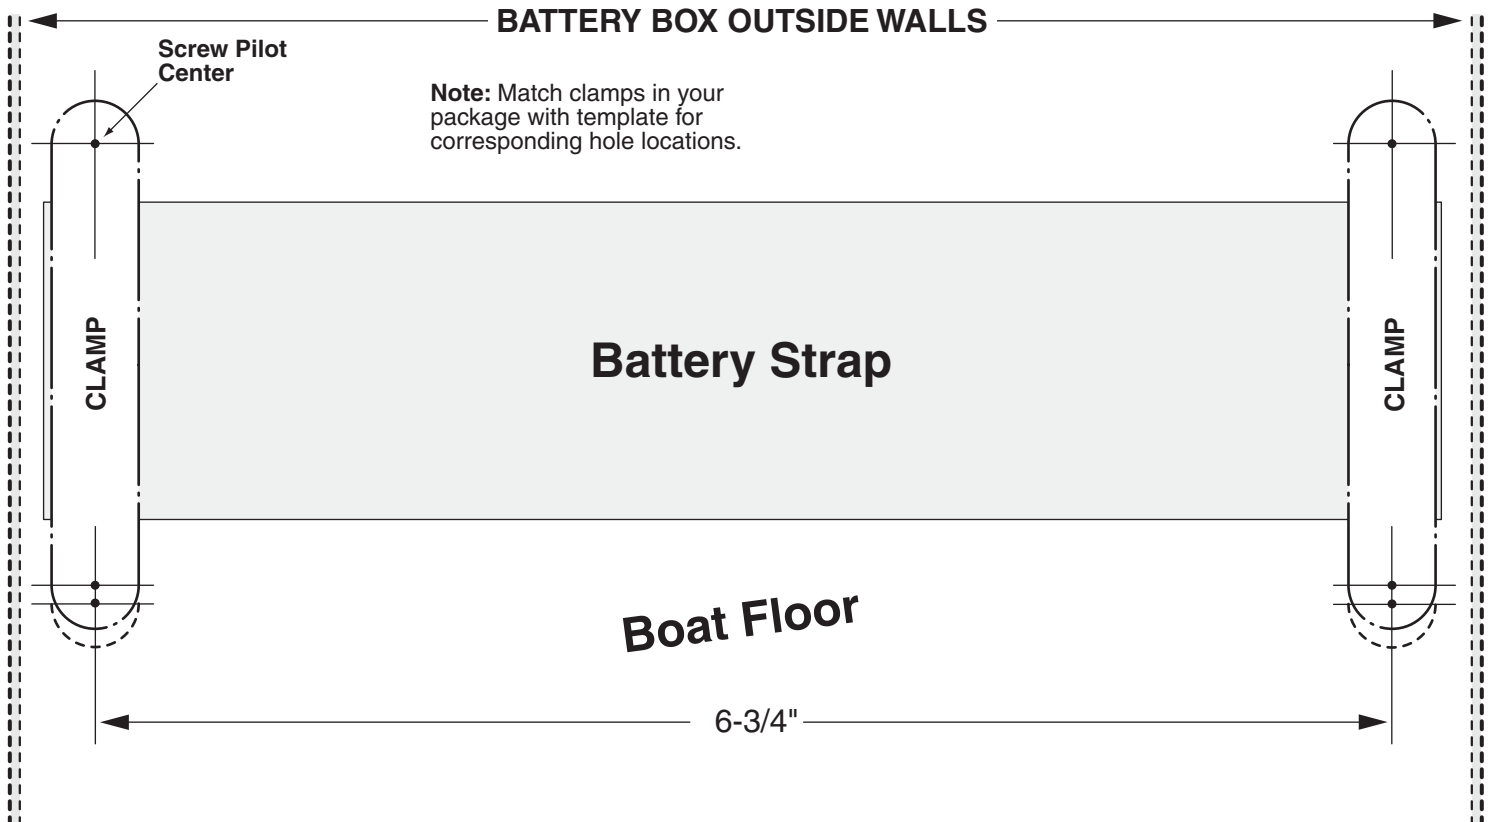 BATTERY BOX OUTSIDE WALLS
Screw Pilot
Center
Note: Match clamps in your
package with template for
corresponding hole locations.
CLAMP
Battery Strap
CLAMP
Boat Floor
6-3/4"